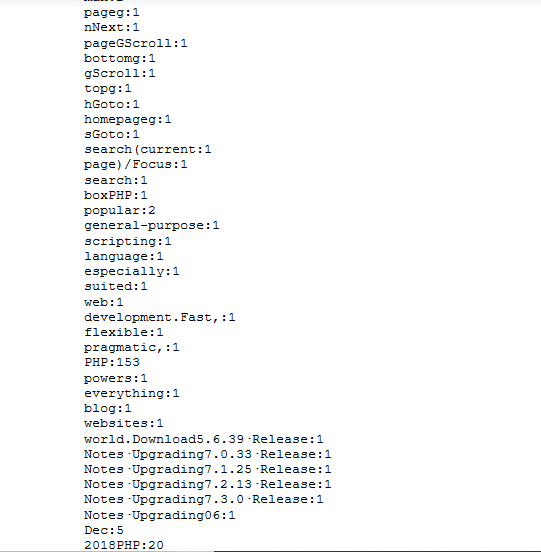 pageg:1
nNext:1
pageGScroll:1
bottomg:1
gScroll:1
topg:1
hGoto:1
homepageg:1
sGoto:1
search(current:1
page)/Focus:1
search:1
boxPHP:1
popular:2
general-purpose:1
scripting:1
language:1
especially:1
suited:1
web:1
development.Fast,:1
flexible:1
pragmatic,:1
PHP:153
powers:1
everything:1
blog:1
websites:1
world.Download5.6.39·Release:1
Notes·Upgrading7.0.33·Release:1
Notes·Upgrading7.1.25·Release:1
Notes·Upgrading7.2.13·Release:1
Notes·Upgrading7.3.0·Release:1
Notes·Upgrading06:1
Dec:5
2018PHP:20